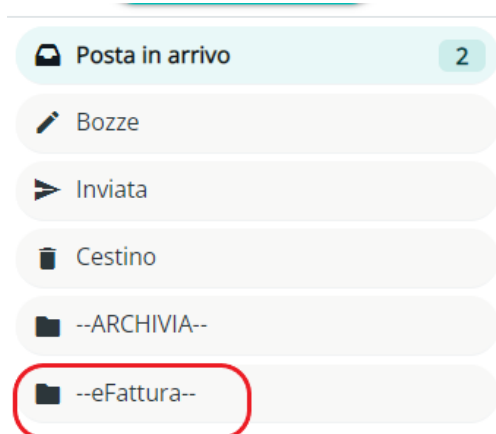 Posta in arrivo 2
Bozze
Inviata
Cestino
--ARCHIVIA--
--eFattura--